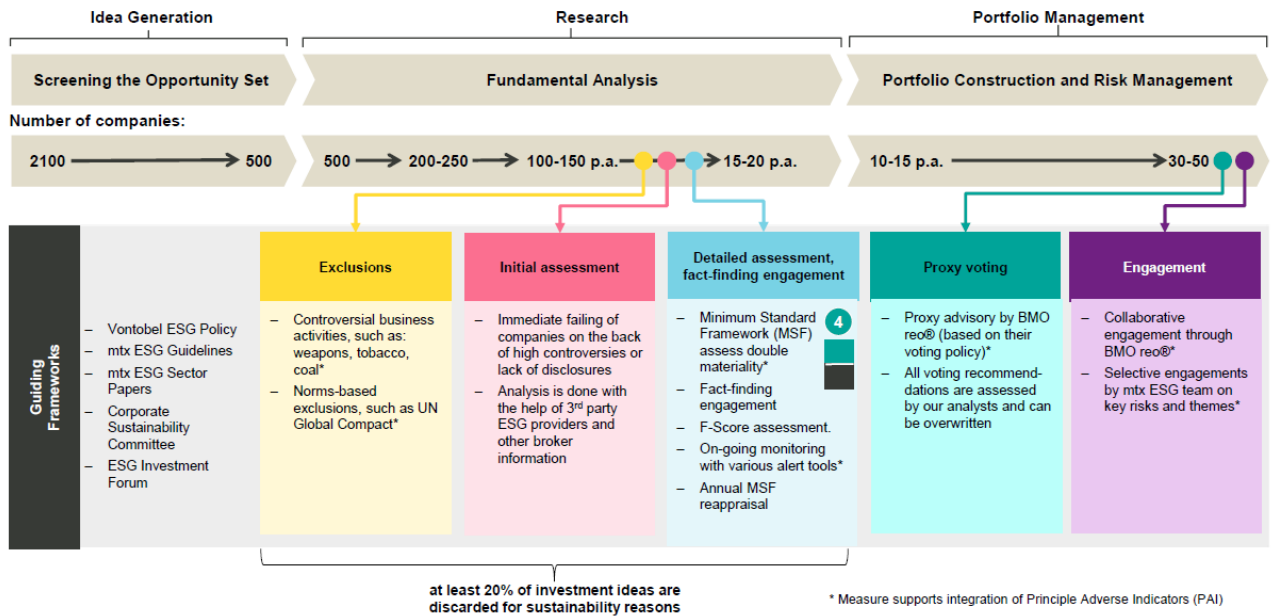 Idea Generation
Research
Portfolio Management
Screening the Opportunity Set
Fundamental Analysis
Portfolio Construction and Risk Management
Number of companies:
2100
500
500
200-250
100-150 p.a.
15-20 p.a.
10-15 p.a.
30-50
Guiding
Frameworks
– Vontobel ESG Policy
– mtx ESG Guidelines
– mtx ESG Sector
Papers
– Corporate
Sustainability
Committee
– ESG Investment
Forum
Exclusions
– Controversial business
activities, such as:
weapons, tobacco,
coal*
– Norms-based
exclusions, such as UN
Global Compact*
Initial assessment
– Immediate failing of
companies on the back
of high controversies or
lack of disclosures
– Analysis is done with
the help of 3rd party
ESG providers and
other broker
information
Detailed assessment,
fact-finding engagement
– Minimum Standard
Framework (MSF)
assess double
materiality*
– Fact-finding
engagement
– F-Score assessment.
– On-going monitoring
with various alert tools*
– Annual MSF
reappraisal
4
Proxy voting
– Proxy advisory by BMO
reo® (based on their
voting policy)*
– All voting recommen-
dations are assessed
by our analysts and can
be overwritten
Engagement
– Collaborative
engagement through
BMO reo®*
– Selective engagements
by mtx ESG team on
key risks and themes*
at least 20% of investment ideas are
discarded for sustainability reasons
* Measure supports integration of Principle Adverse Indicators (PAI)